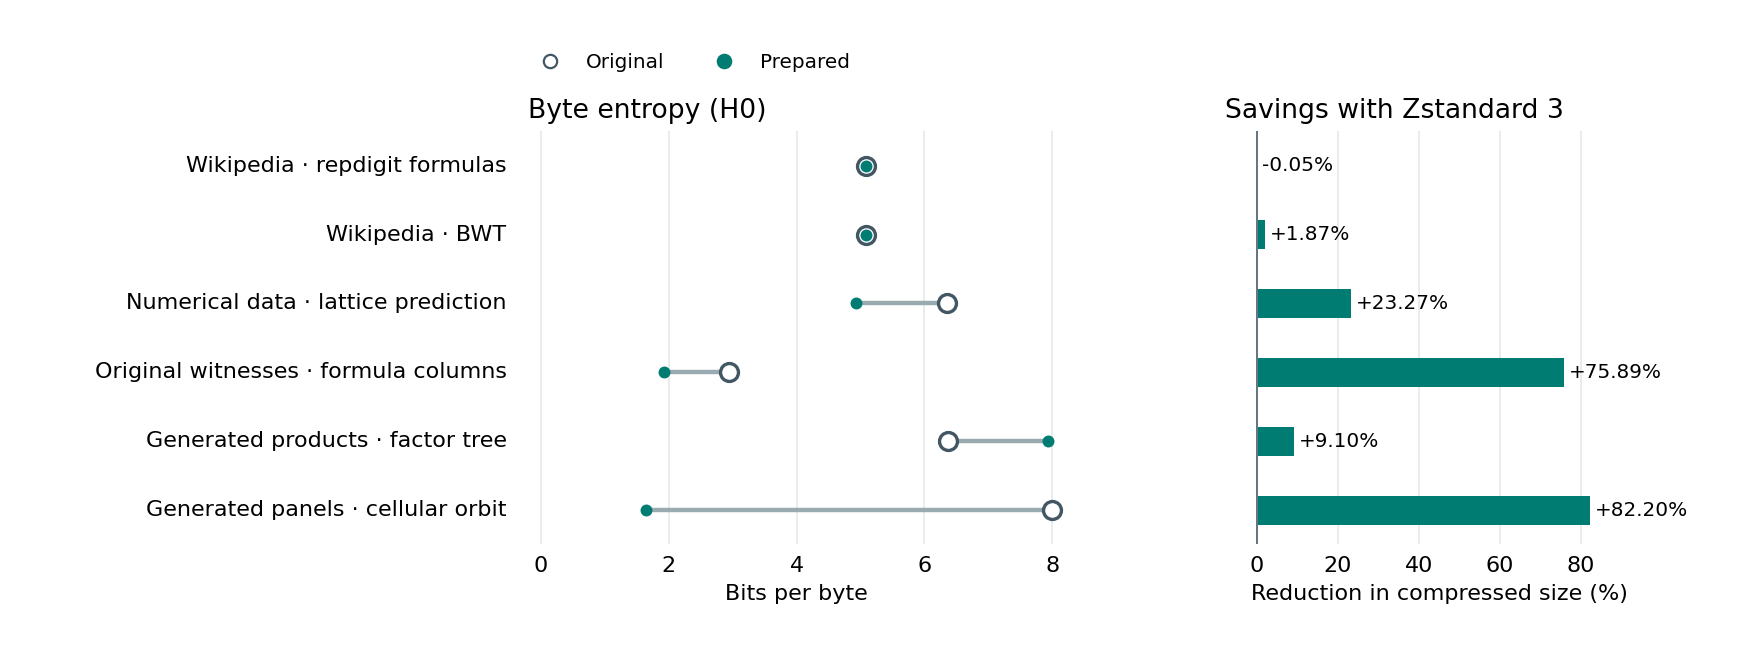 Original
Prepared
Byte entropy (H0)
Savings with Zstandard 3
Wikipedia · repdigit formulas
-0.05%
Wikipedia · BWT
+1.87%
Numerical data · lattice prediction
+23.27%
Original witnesses · formula columns
+75.89%
Generated products · factor tree
+9.10%
Generated panels · cellular orbit
+82.20%
0 2 4 6 8
0 20 40 60 80
Bits per byte
Reduction in compressed size (%)